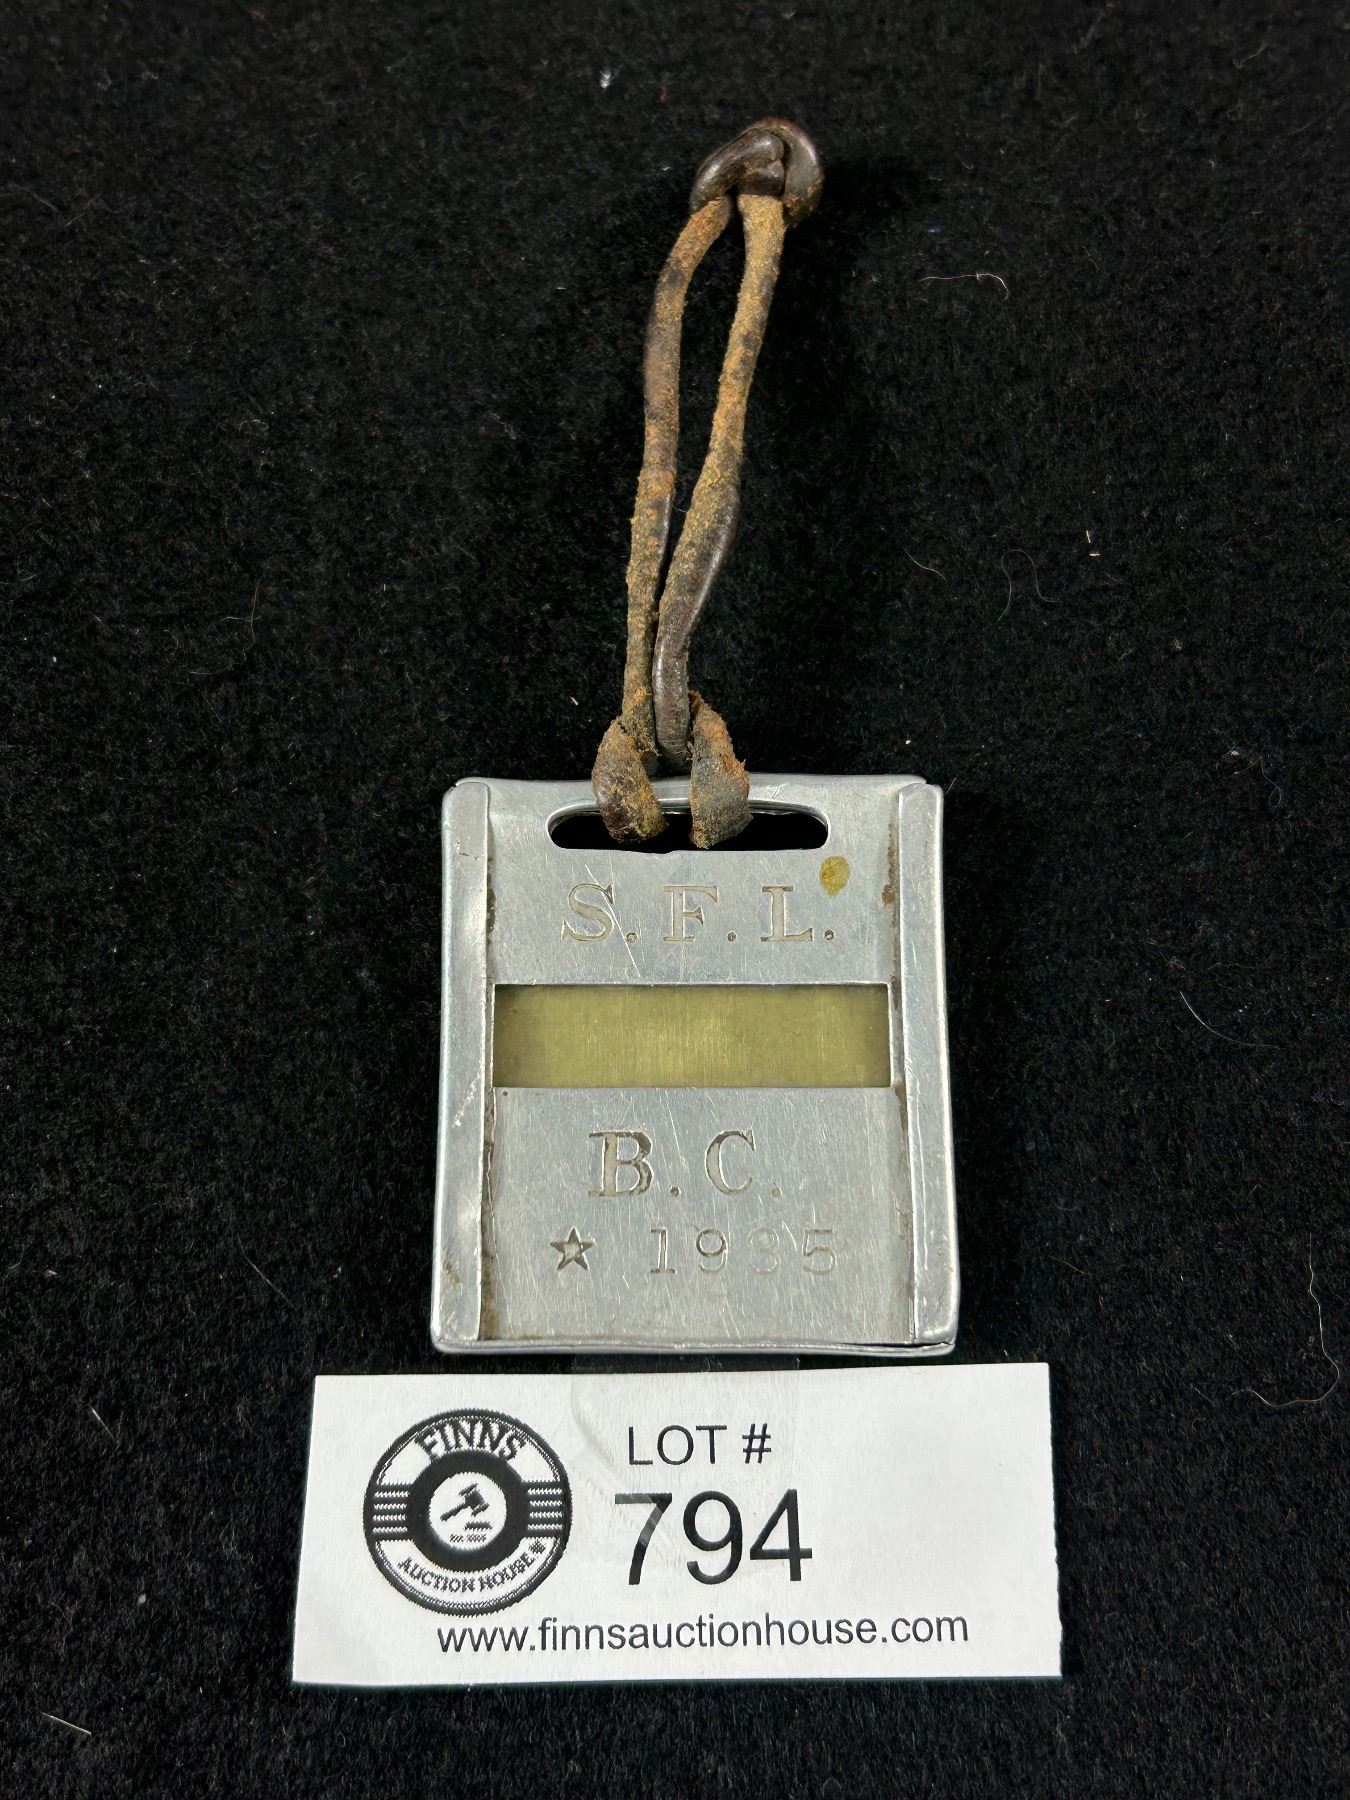 S.F.L.
B.C.
☆ 1935
FINNS
AUCTION HOUSE
LOT #
794
www.finnsauctionhouse.com